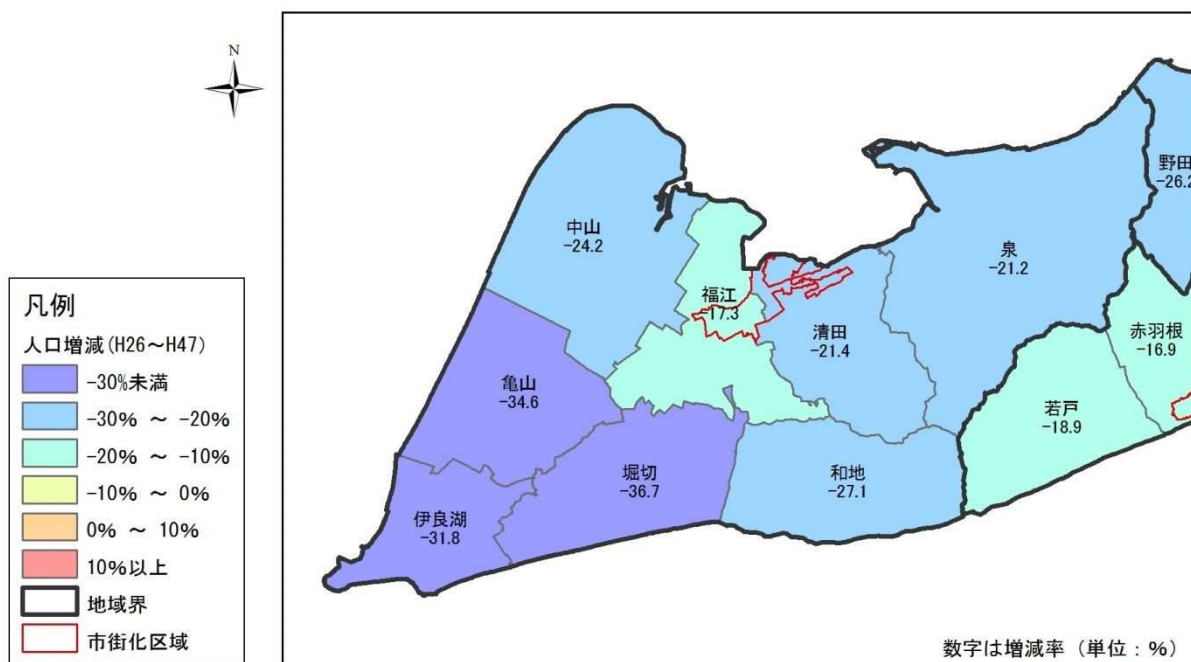 N
中山
-24.2
福江
-17.3
泉
-21.2
野田
-26.2
清田
-21.4
赤羽根
-16.9
亀山
-34.6
若戸
-18.9
堀切
-36.7
和地
-27.1
伊良湖
-31.8
凡例
人口増減(H26～H47)
-30%未満
-30% ～ -20%
-20% ～ -10%
-10% ～ 0%
0% ～ 10%
10%以上
地域界
市街化区域
数字は増減率（単位：%）